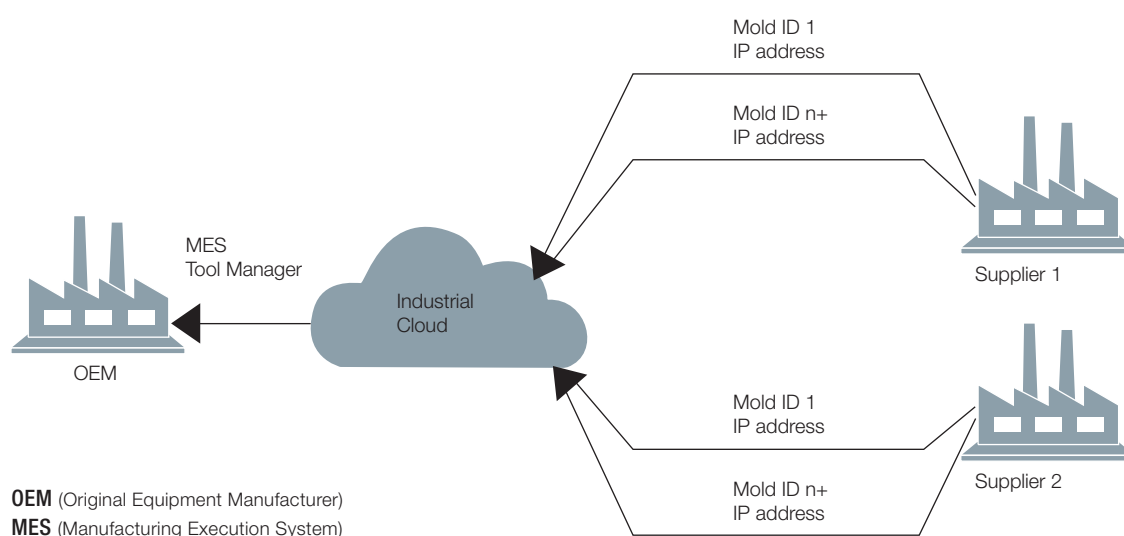 Mold ID 1
IP address
Mold ID n+
IP address
Supplier 1
MES
Tool Manager
Industrial
Cloud
OEM
Mold ID 1
IP address
Mold ID n+
IP address
Supplier 2
OEM (Original Equipment Manufacturer)
MES (Manufacturing Execution System)